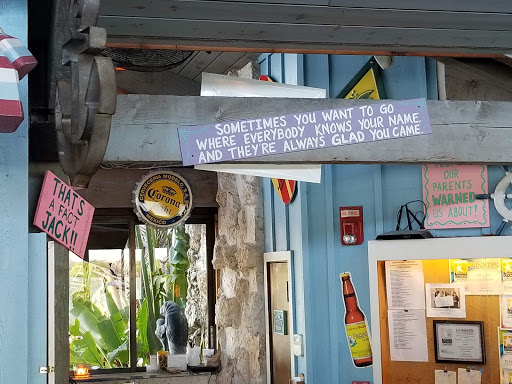 SOMETIMES YOU WANT TO GO
WHERE EVERYBODY KNOWS YOUR NAME
AND THEY'RE ALWAYS GLAD YOU CAME.
THAT'S
A FACT
JACK!!
Corona
Light
OUR
PARENTS
WARNED
US ABOUT!